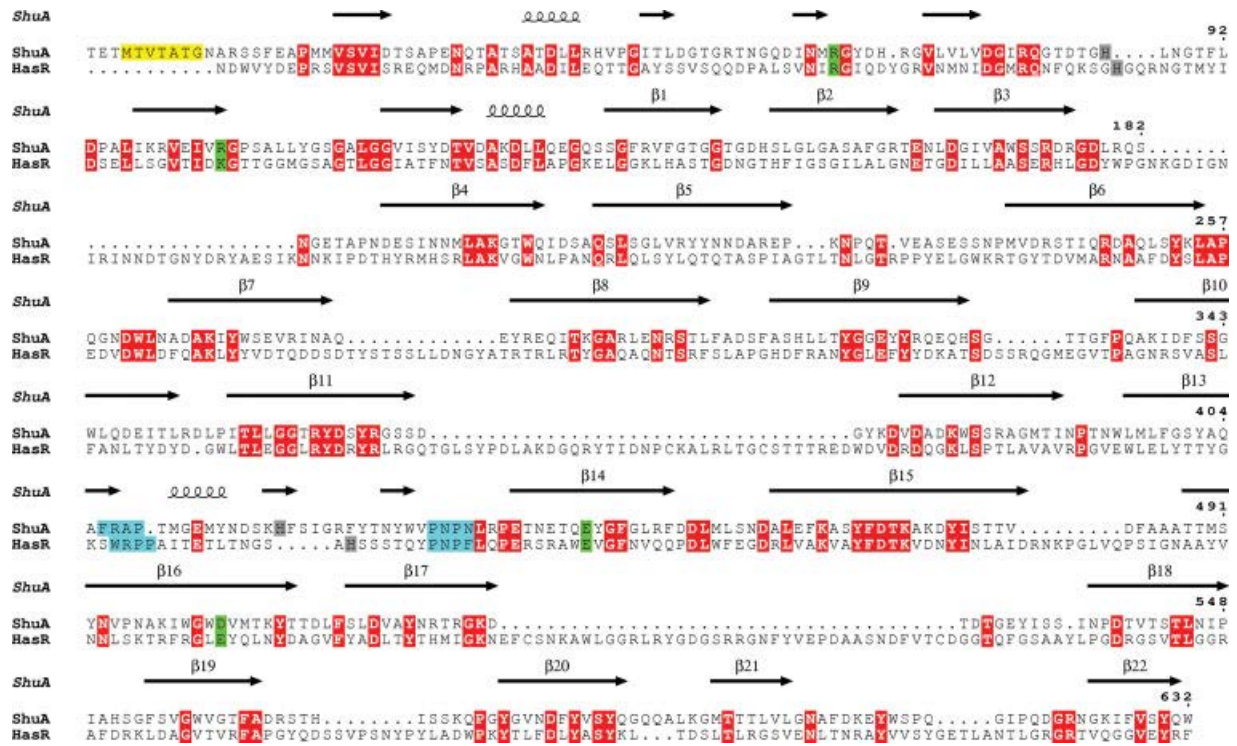 ShuA
92
ShuA TETMTVTATGNARSSFEAPMMVSVIDTSAPENQTATSATDLLRHVPGITLDGTGRTNGQDINMRGYDH.RGVLVLVDGIRQGTDTGH....LNGTFL
HasR ...........NDWVYDEPRSVSVISREQMDNRPARHAADILEQTTGAYSSVSQQDPALSVNIRGIQDYGRVNMNIDGMRQNFQKSGHGQRNGTMYI
ShuA β1 β2 β3
182
ShuA DPALIKRVEIVRGPSALLYGSGALGGVISYDTVDAKDLLQEGQSSGFRVFGTGGTGDHSLGLGASAFGRTENLDGIVAWSSRDRGDLRQS.......
HasR DSELLSGVTIDKGTTGGMGSAGTLGGIATFNTVSASDFLAPGKELGGKLHASTGDNGTHFIGSGILALGNETGDILLAASERHLGDYWPGNKGDIGN
ShuA β4 β5 β6
257
ShuA ..................NGETAPNDESINNMLAKGTWQIDSAQSLSGLVRYYNNDAREP...KNPQT.VEASESSNPMVDRSTIQRDAQLSYKLAP
HasR IRINNDTGNYDRYAESIKNNKIPDTHYRMHSRLAKVGWNLPANQRLQLSYLQTQTASPIAGTLTNLGTRPPYELGWKRTGYTDVMARNAAFDYSLAP
ShuA β7 β8 β9 β10
343
ShuA QGNDWLNADAKIYWSEVRINAQ.............EYREQITKGARLENRSTLFADSFASHLLTYGGEYYRQEQHSG......TTGFPQAKIDFSSG
HasR EDVDWLDFQAKLYYVDTQDDSDTYSTSSLLDNGYATRTRLRTYGAQAQNTSRFSLAPGHDFRANYGLEFYYDKATSDSSRQGMEGVTPAGNRSVASL
ShuA β11 β12 β13
404
ShuA WLQDEITLRDLPITLLGGTRYDSYRGSSD....................................GYKDVDADKWSSRAGMTINPTNWLMLFGSYAQ
HasR FANLTYDYD.GWLTLEGGLRYDRYRLRGQTGLSYPDLAKDGQRYTIDNPCKALRLTGCSTTTREDWDVDRDQGKLSPTLAVAVRPGVEWLELYTTYG
ShuA β14 β15
491
ShuA AFRAP.TMGEMYNDSKHFSIGRFYTNYWVPNPNLRPETNETQEYGFGLRFDDLMLSNDALEFKASYFDTKAKDYISTTV......DFAAATTMS
HasR KSWRPPAITETLTNGS.....AHSSSTQYPNPFLQPERSRAWEVGFNVQQPDLWFEGDRLVAKVAYFDTKVDNYINLAIDRNKPGLVQPSIGNAAYV
ShuA β16 β17 β18
548
ShuA YNVPNAKIWGWDVMTKYTTDLFSLDVAYNRTRGKD.......................................TDTGEYISS.INPDTVTSTLNIP
HasR NNLSKTRFRGLEYQLNYDAGVFYADLTYTHMIGKNEFCSNKAWLGGRLRYGDGSRRGNFYVEPDAASNDFVTCDGGTQFGSAAYLPGDRGSVTLGGR
ShuA β19 β20 β21 β22
632
ShuA IAHSGFSVGWVGTFADRSTH........ISSKQPGYGVNDFYVSYQGQQALKGMTTTLVLGNAFDKEYWSPQ.....GIPQDGRNGKIFVSYQW
HasR AFDRKLDAGVTVRFAPGYQDSSVPSNYPYLADWPKYTLFDLYASYKL..TDSLTLRGSVENLTNRAYVVSYGETLANTLGRGRTVQGGVEYRF